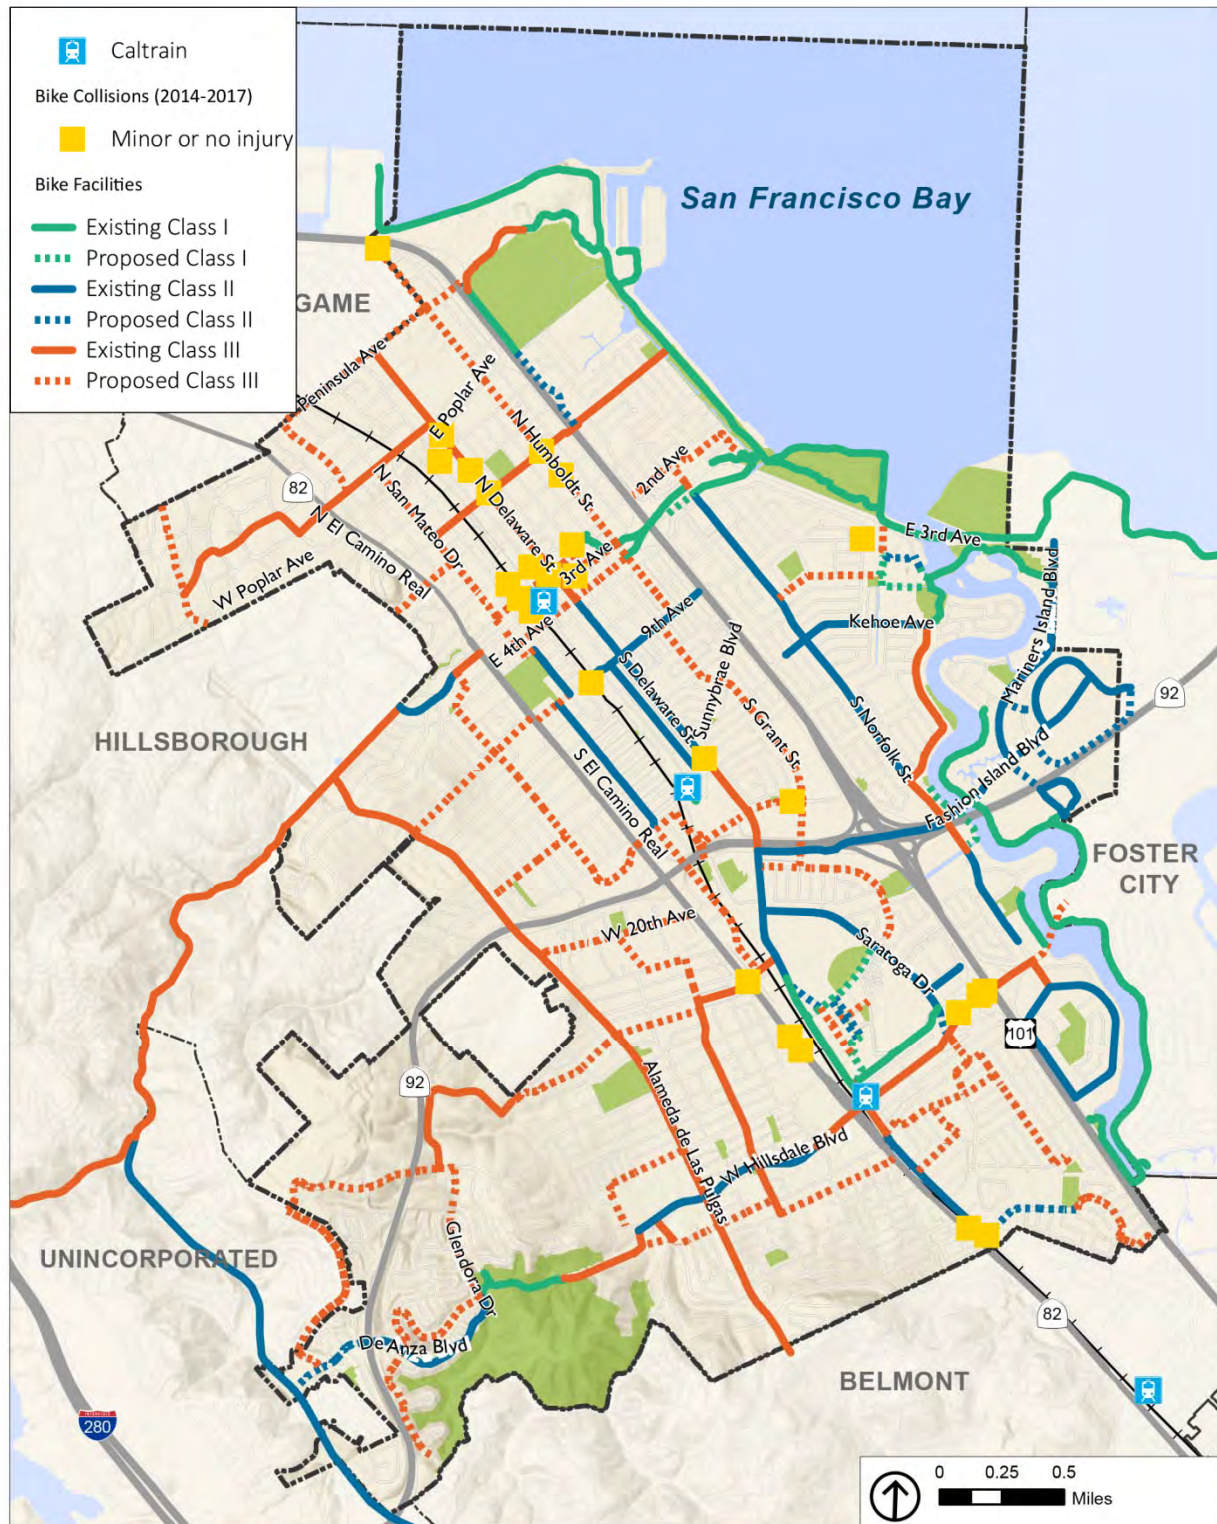 Caltrain
Bike Collisions (2014-2017)
Minor or no injury
Bike Facilities
Existing Class I
Proposed Class I
Existing Class II
Proposed Class II
Existing Class III
Proposed Class III
San Francisco Bay
GAME
Peninsula Ave
E Poplar Ave
N Humboldt St
2nd Ave
82
N San Mateo Dr
N Delaware St
N El Camino Real
W Poplar Ave
3rd Ave
E 3rd Ave
E 4th Ave
9th Ave
Kehoe Ave
Mariners Island Blvd
S Delaware St
Sunnybrae Blvd
S Grant St
S Norfolk St
92
HILLSBOROUGH
S El Camino Real
Fashion Island Blvd
FOSTER
CITY
W 20th Ave
Saratoga Dr
101
92
Alameda de Las Pulgas
W Hillsdale Blvd
Glendora Dr
UNINCORPORATED
De Anza Blvd
82
BELMONT
INTERSTATE
280
0 0.25 0.5
Miles